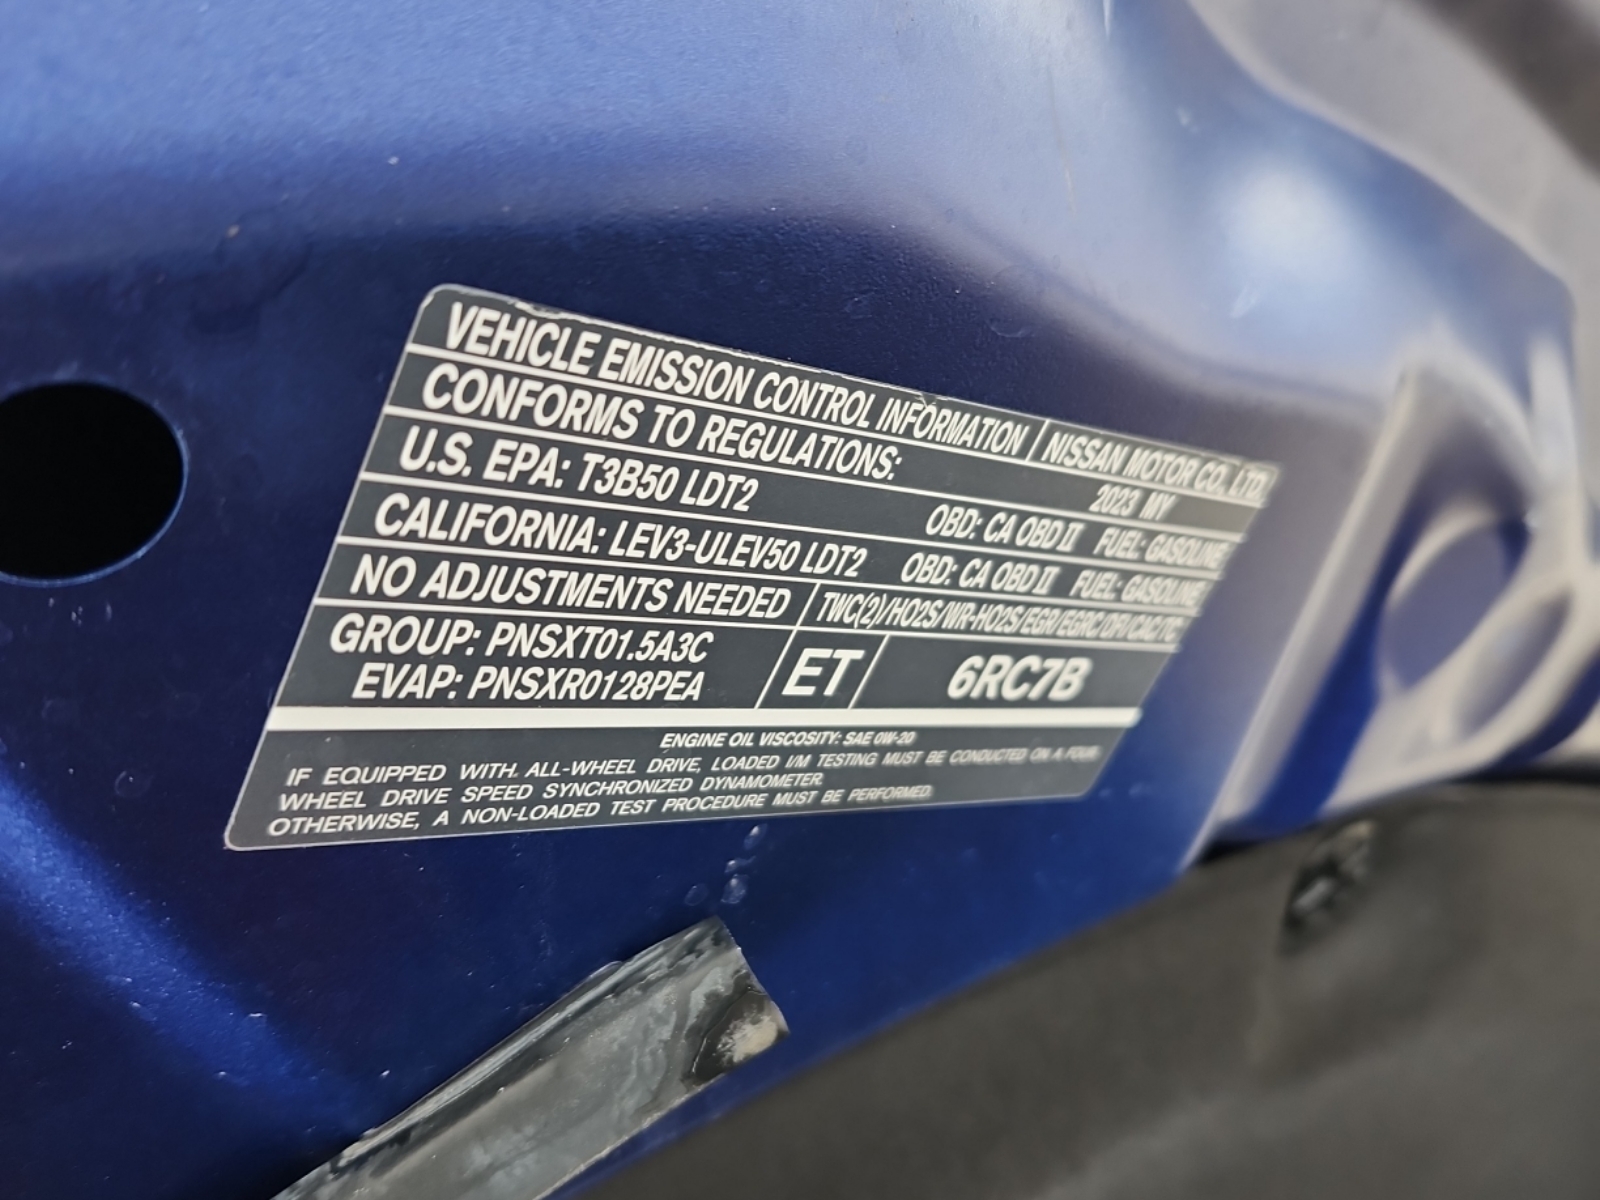 VEHICLE EMISSION CONTROL INFORMATION NISSAN MOTOR CO., LTD.
CONFORMS TO REGULATIONS: 2023 MY
U.S. EPA: T3B50 LDT2 OBD: CA OBD II FUEL: GASOLINE
CALIFORNIA: LEV3-ULEV50 LDT2 OBD: CA OBD II FUEL: GASOLINE
NO ADJUSTMENTS NEEDED TWC(2)/HO2S/WR-HO2S/EGR/EGRC/DFI/CAC/TC
GROUP: PNSXT01.5A3C
EVAP: PNSXR0128PEA
ET 6RC7B
ENGINE OIL VISCOSITY: SAE 0W-20
IF EQUIPPED WITH ALL-WHEEL DRIVE, LOADED I/M TESTING MUST BE CONDUCTED ON A FOUR
WHEEL DRIVE SPEED SYNCHRONIZED DYNAMOMETER.
OTHERWISE, A NON-LOADED TEST PROCEDURE MUST BE PERFORMED.